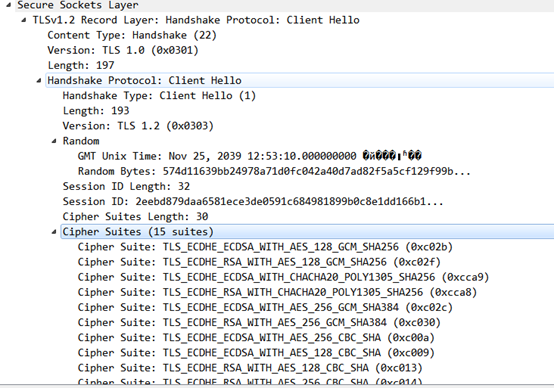 Secure Sockets Layer
TLSv1.2 Record Layer: Handshake Protocol: Client Hello
Content Type: Handshake (22)
Version: TLS 1.0 (0x0301)
Length: 197
Handshake Protocol: Client Hello
Handshake Type: Client Hello (1)
Length: 193
Version: TLS 1.2 (0x0303)
Random
GMT Unix Time: Nov 25, 2039 12:53:10.000000000
Random Bytes: 574d11639bb24978a71d0fc042a40d7ad82f5a5cf129f99b...
Session ID Length: 32
Session ID: 2eebd879daa6581ece3de0591c684981899b0c8e1dd166b1...
Cipher Suites Length: 30
Cipher Suites (15 suites)
Cipher Suite: TLS_ECDHE_ECDSA_WITH_AES_128_GCM_SHA256 (0xc02b)
Cipher Suite: TLS_ECDHE_RSA_WITH_AES_128_GCM_SHA256 (0xc02f)
Cipher Suite: TLS_ECDHE_ECDSA_WITH_CHACHA20_POLY1305_SHA256 (0xcca9)
Cipher Suite: TLS_ECDHE_RSA_WITH_CHACHA20_POLY1305_SHA256 (0xcca8)
Cipher Suite: TLS_ECDHE_ECDSA_WITH_AES_256_GCM_SHA384 (0xc02c)
Cipher Suite: TLS_ECDHE_RSA_WITH_AES_256_GCM_SHA384 (0xc030)
Cipher Suite: TLS_ECDHE_ECDSA_WITH_AES_256_CBC_SHA (0xc00a)
Cipher Suite: TLS_ECDHE_ECDSA_WITH_AES_128_CBC_SHA (0xc009)
Cipher Suite: TLS_ECDHE_RSA_WITH_AES_128_CBC_SHA (0xc013)
Cipher Suite: TLS_ECDHE_RSA_WITH_AES_256_CBC_SHA (0xc014)